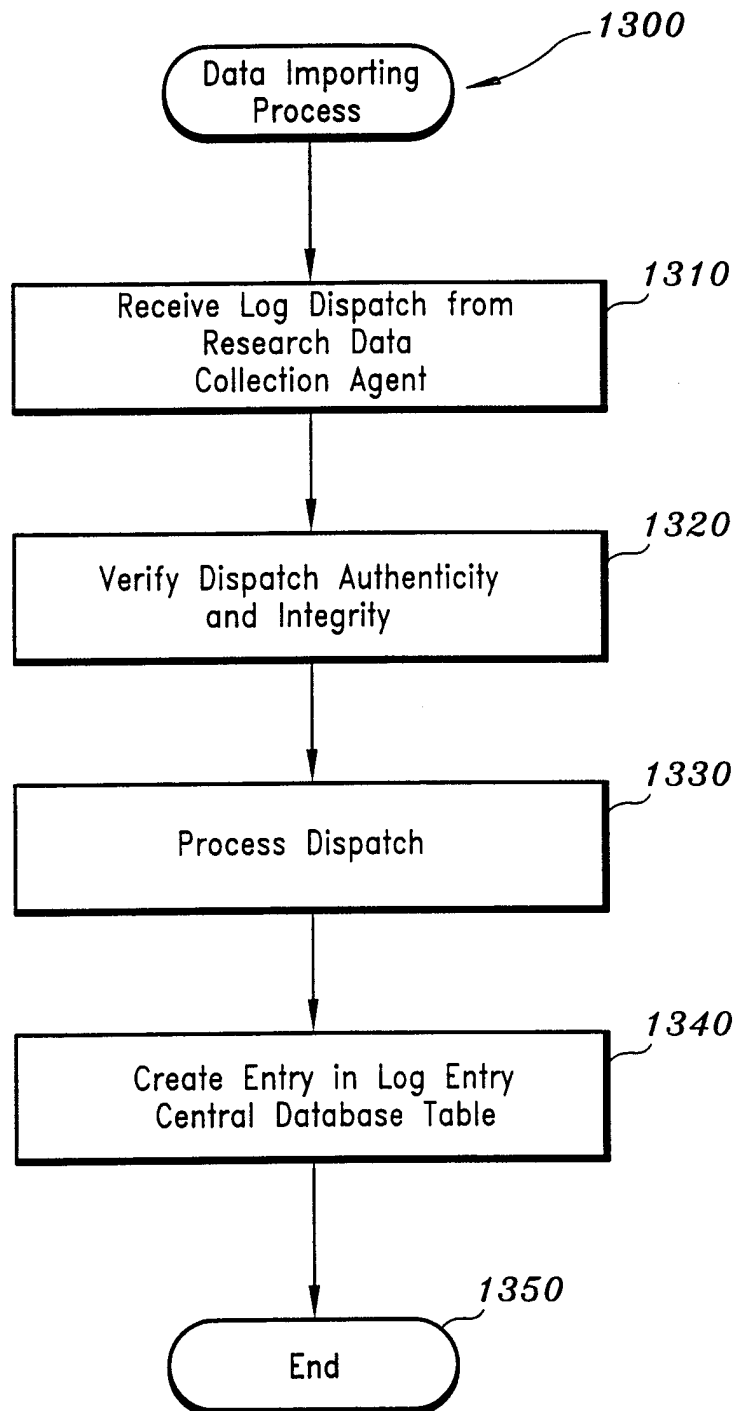 1300
Data Importing
Process
1310
Receive Log Dispatch from
Research Data
Collection Agent
1320
Verify Dispatch Authenticity
and Integrity
1330
Process Dispatch
1340
Create Entry in Log Entry
Central Database Table
1350
End